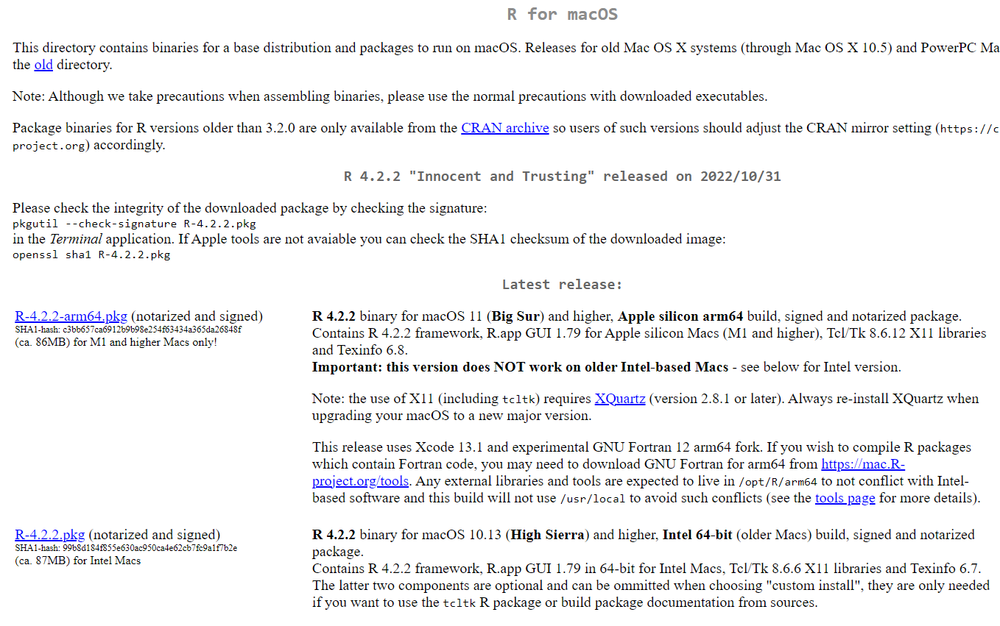 R for macOS
This directory contains binaries for a base distribution and packages to run on macOS. Releases for old Mac OS X systems (through Mac OS X 10.5) and PowerPC Ma
the old directory.
Note: Although we take precautions when assembling binaries, please use the normal precautions with downloaded executables.
Package binaries for R versions older than 3.2.0 are only available from the CRAN archive so users of such versions should adjust the CRAN mirror setting (https://c
project.org) accordingly.
R 4.2.2 "Innocent and Trusting" released on 2022/10/31
Please check the integrity of the downloaded package by checking the signature:
pkgutil --check-signature R-4.2.2.pkg
in the Terminal application. If Apple tools are not avaiable you can check the SHA1 checksum of the downloaded image:
openssl sha1 R-4.2.2.pkg
Latest release:
R-4.2.2-arm64.pkg (notarized and signed)
SHA1-hash: c3bb657ca6912b9b98e254f63434a365da26848f
(ca. 86MB) for M1 and higher Macs only!
R 4.2.2 binary for macOS 11 (Big Sur) and higher, Apple silicon arm64 build, signed and notarized package.
Contains R 4.2.2 framework, R.app GUI 1.79 for Apple silicon Macs (M1 and higher), Tcl/Tk 8.6.12 X11 libraries
and Texinfo 6.8.
Important: this version does NOT work on older Intel-based Macs - see below for Intel version.
Note: the use of X11 (including tcltk) requires XQuartz (version 2.8.1 or later). Always re-install XQuartz when
upgrading your macOS to a new major version.
This release uses Xcode 13.1 and experimental GNU Fortran 12 arm64 fork. If you wish to compile R packages
which contain Fortran code, you may need to download GNU Fortran for arm64 from https://mac.R-
project.org/tools. Any external libraries and tools are expected to live in /opt/R/arm64 to not conflict with Intel-
based software and this build will not use /usr/local to avoid such conflicts (see the tools page for more details).
R-4.2.2.pkg (notarized and signed)
SHA1-hash: 99b8d184f855e630ac950ca4e62cb7fc9a1f7b2e
(ca. 87MB) for Intel Macs
R 4.2.2 binary for macOS 10.13 (High Sierra) and higher, Intel 64-bit (older Macs) build, signed and notarized
package.
Contains R 4.2.2 framework, R.app GUI 1.79 in 64-bit for Intel Macs, Tcl/Tk 8.6.6 X11 libraries and Texinfo 6.7.
The latter two components are optional and can be ommitted when choosing "custom install", they are only needed
if you want to use the tcltk R package or build package documentation from sources.